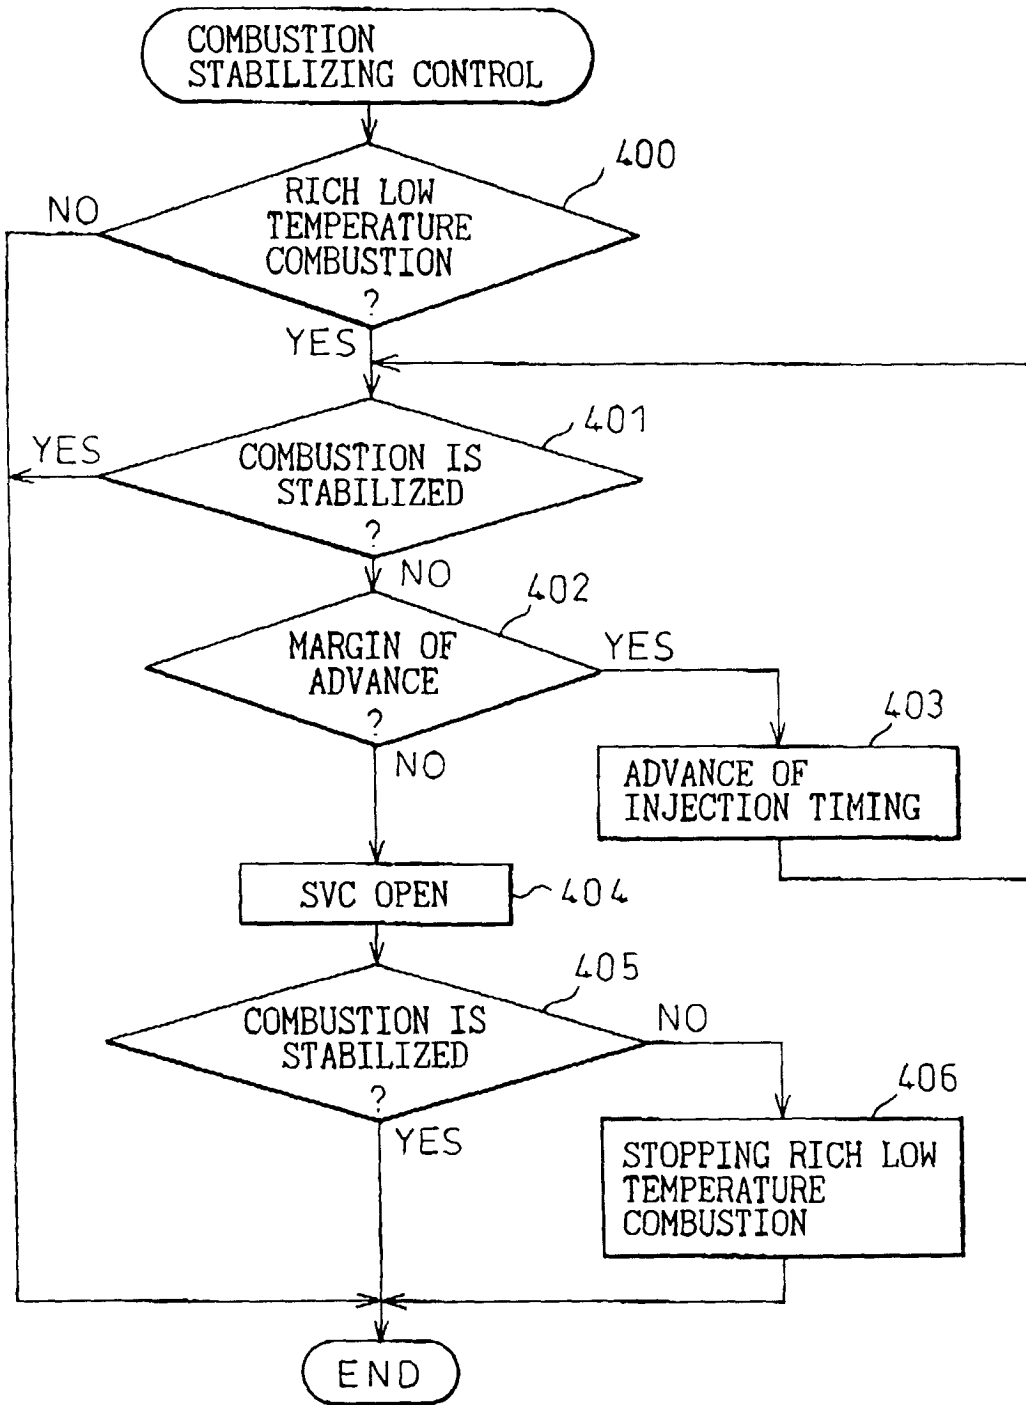 COMBUSTION
STABILIZING CONTROL
400
RICH LOW
TEMPERATURE
COMBUSTION
?
NO
YES
401
COMBUSTION IS
STABILIZED
?
YES
NO
402
MARGIN OF
ADVANCE
?
YES
NO
403
ADVANCE OF
INJECTION TIMING
SVC OPEN
404
405
COMBUSTION IS
STABILIZED
?
NO
YES
406
STOPPING RICH LOW
TEMPERATURE
COMBUSTION
END